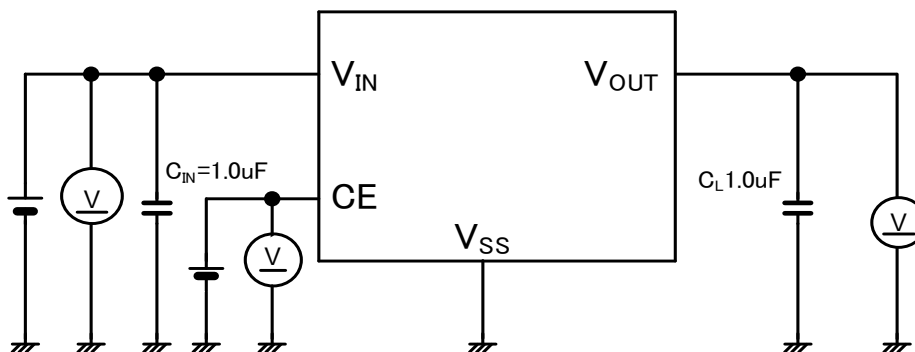 VIN
VOUT
CIN=1.0uF
CL1.0uF
CE
V
V
V
VSS